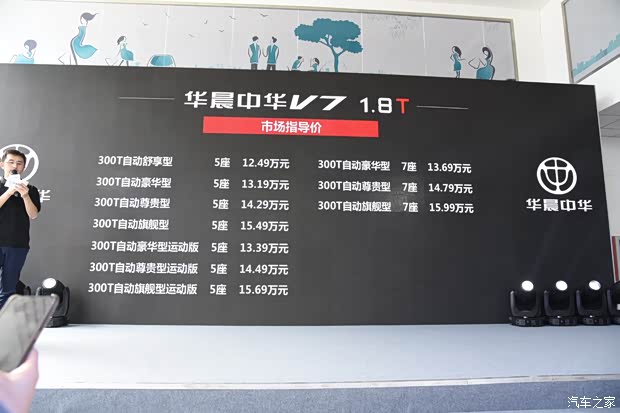 华晨中华V7 1.8T
市场指导价
300T自动舒享型 5座 12.49万元
300T自动豪华型 5座 13.19万元
300T自动尊贵型 5座 14.29万元
300T自动旗舰型 5座 15.49万元
300T自动豪华型运动版 5座 13.39万元
300T自动尊贵型运动版 5座 14.49万元
300T自动旗舰型运动版 5座 15.69万元
300T自动豪华型 7座 13.69万元
300T自动尊贵型 7座 14.79万元
300T自动旗舰型 7座 15.99万元
中华
华晨中华
汽车之家